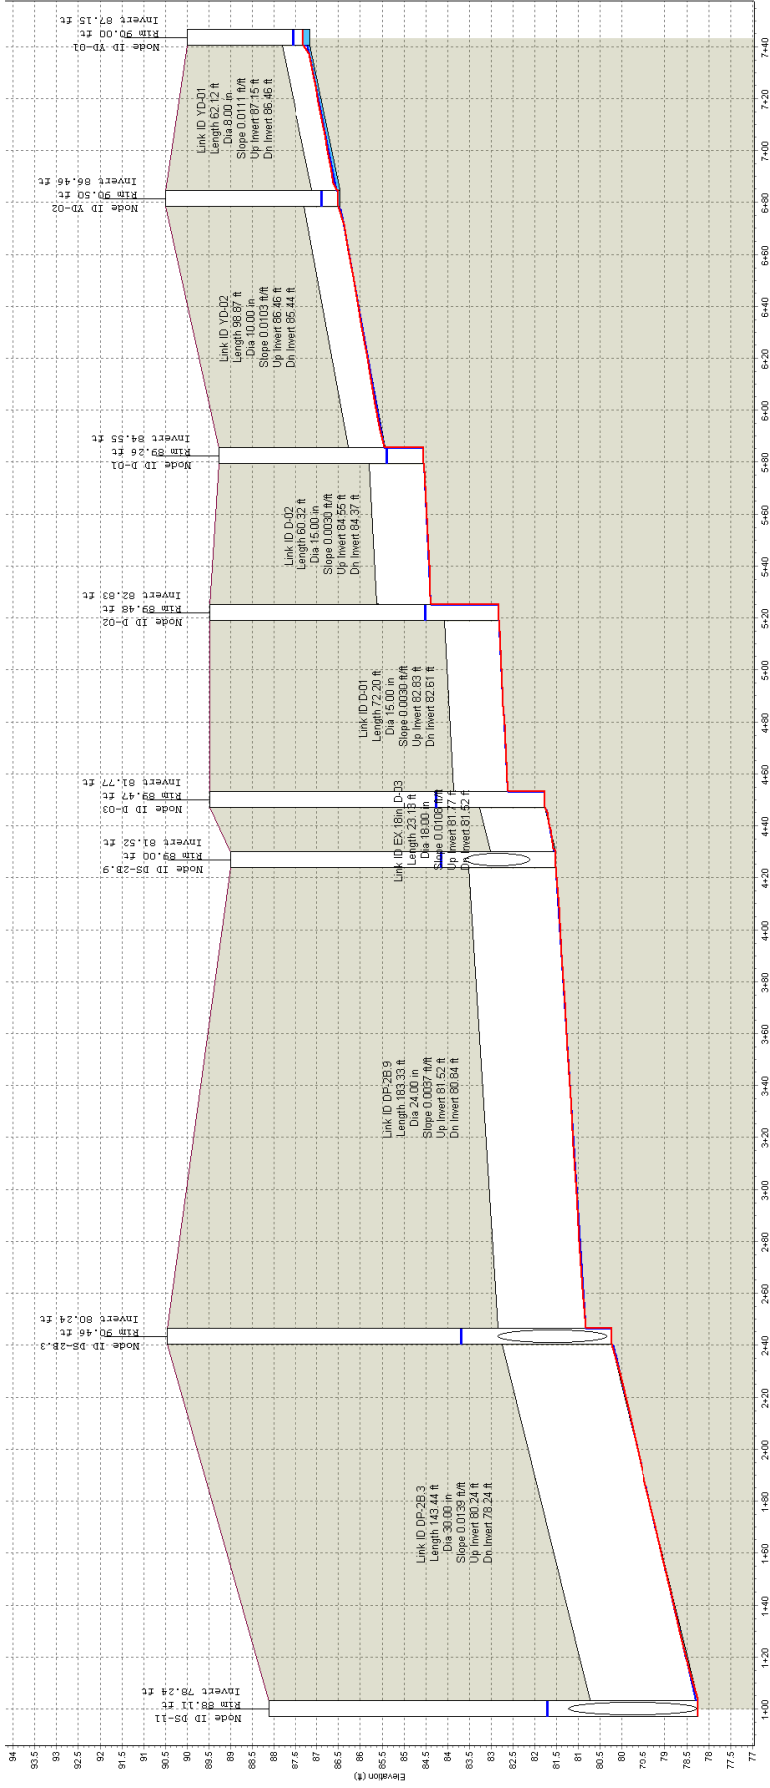 Node ID YD-01
Rim 90.00 ft
Invert 87.15 ft
Link ID YD-01
Length 62.12 ft
Dia 8.00 in
Slope 0.0111 ft/ft
Up Invert 87.15 ft
Dn Invert 86.46 ft
Node ID YD-02
Rim 90.50 ft
Invert 86.46 ft
Link ID YD-02
Length 98.87 ft
Dia 10.00 in
Slope 0.0103 ft/ft
Up Invert 86.46 ft
Dn Invert 85.44 ft
Node ID D-01
Rim 89.26 ft
Invert 84.55 ft
Link ID D-02
Length 60.32 ft
Dia 15.00 in
Slope 0.0030 ft/ft
Up Invert 84.55 ft
Dn Invert 84.37 ft
Node ID D-02
Rim 89.48 ft
Invert 82.83 ft
Link ID D-01
Length 72.20 ft
Dia 15.00 in
Slope 0.0030 ft/ft
Up Invert 82.83 ft
Dn Invert 82.61 ft
Node ID D-03
Rim 89.47 ft
Invert 81.77 ft
Link ID EX.18in_D-03
Length 23.18 ft
Dia 18.00 in
Slope 0.0108 ft/ft
Up Invert 81.77 ft
Dn Invert 81.52 ft
Node ID DS-2B.9
Rim 89.00 ft
Invert 81.52 ft
Link ID DP-2B.9
Length 183.33 ft
Dia 24.00 in
Slope 0.0037 ft/ft
Up Invert 81.52 ft
Dn Invert 80.84 ft
Node ID DS-2B.3
Rim 90.46 ft
Invert 80.24 ft
Link ID DP-2B.3
Length 143.44 ft
Dia 30.00 in
Slope 0.0139 ft/ft
Up Invert 80.24 ft
Dn Invert 78.24 ft
Node ID DS-11
Rim 88.11 ft
Invert 78.24 ft
7+40
7+20
7+00
6+80
6+60
6+40
6+20
6+00
5+80
5+60
5+40
5+20
5+00
4+80
4+60
4+40
4+20
4+00
3+80
3+60
3+40
3+20
3+00
2+80
2+60
2+40
2+20
2+00
1+80
1+60
1+40
1+20
1+00
94
93.5
93
92.5
92
91.5
91
90.5
90
89.5
89
88.5
88
87.5
87
86.5
86
85.5
85
84.5
84
83.5
83
82.5
82
81.5
81
80.5
80
79.5
79
78.5
78
77.5
77
Elevation (ft)